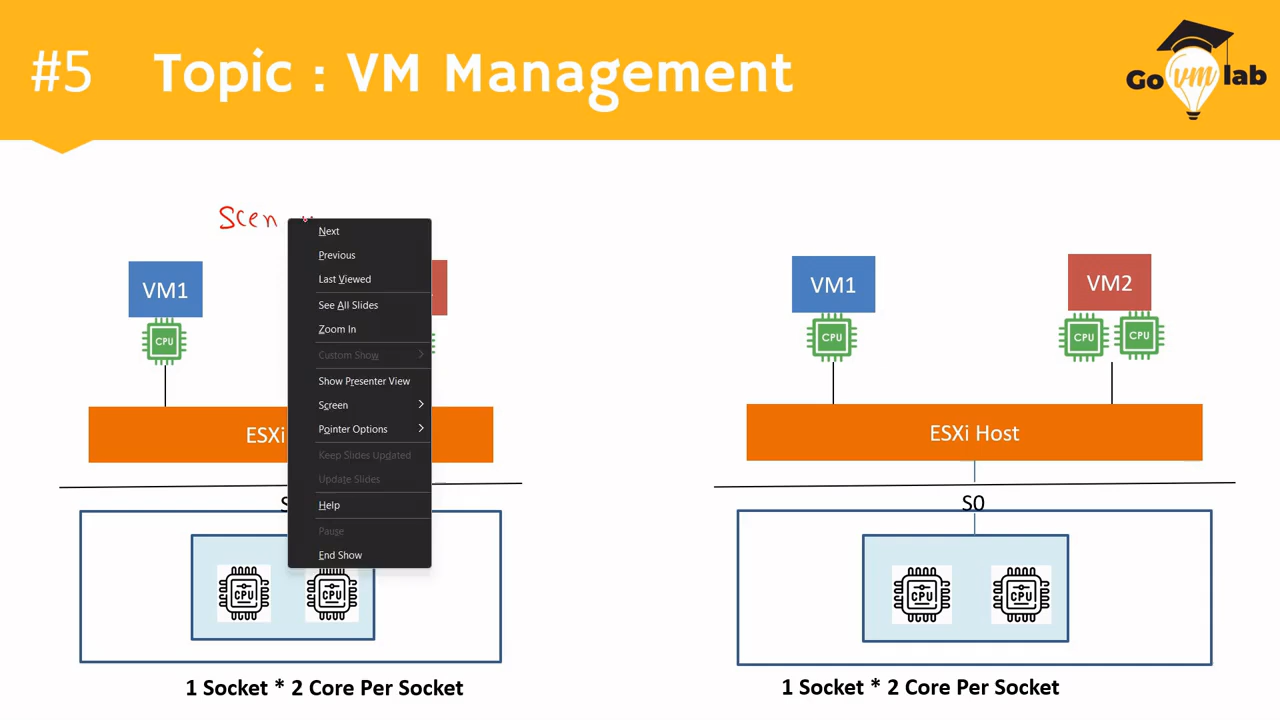 #5 Topic : VM Management
Go vm lab
Scen
Next
Previous
Last Viewed
See All Slides
Zoom In
Custom Show
Show Presenter View
Screen
Pointer Options
Keep Slides Updated
Update Slides
Help
Pause
End Show
VM1
CPU
ESXi
S
CPU CPU
1 Socket * 2 Core Per Socket
VM1 VM2
CPU CPU CPU
ESXi Host
S0
CPU CPU
1 Socket * 2 Core Per Socket